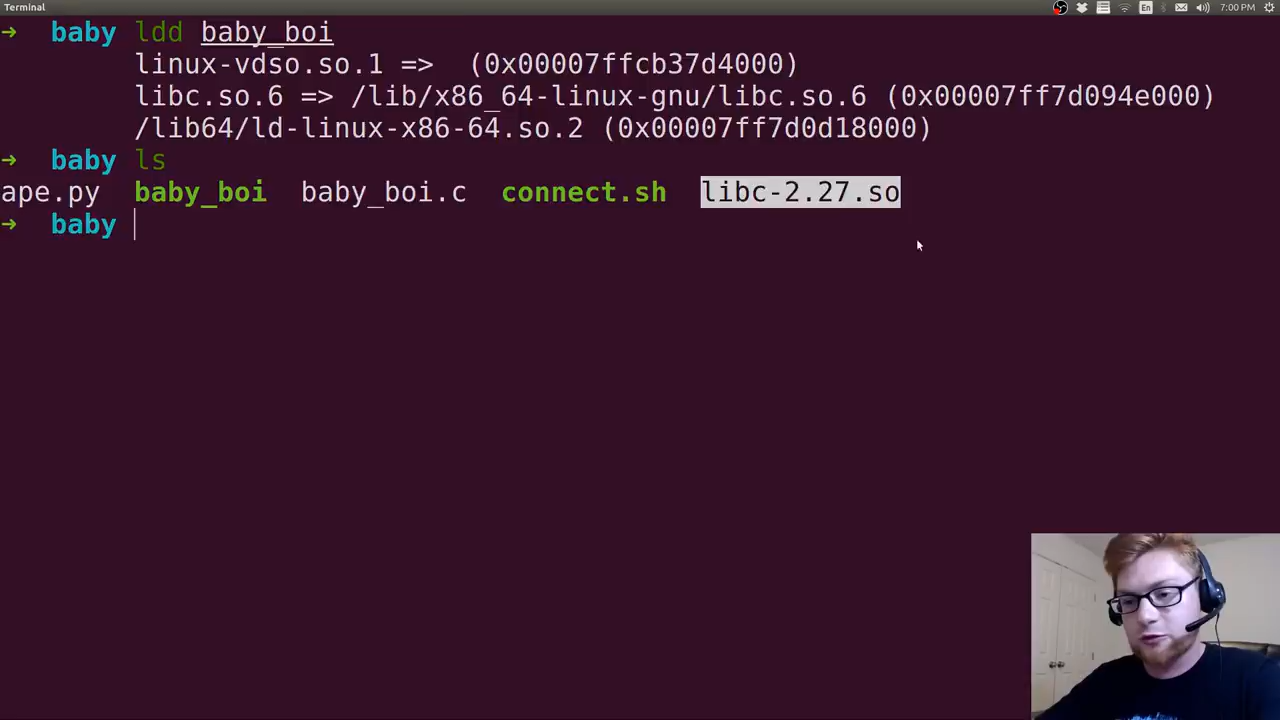 Terminal
En
7:00 PM
→ baby ldd baby_boi
linux-vdso.so.1 => (0x00007ffcb37d4000)
libc.so.6 => /lib/x86_64-linux-gnu/libc.so.6 (0x00007ff7d094e000)
/lib64/ld-linux-x86-64.so.2 (0x00007ff7d0d18000)
→ baby ls
ape.py baby_boi baby_boi.c connect.sh libc-2.27.so
→ baby